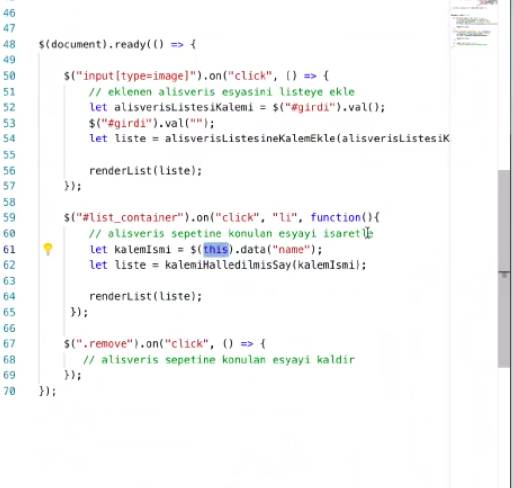 46
47
48 $(document).ready(() => {
49
50 $("input[type=image]").on("click", () => {
51 // eklenen alisveris esyasini listeye ekle
52 let alisverisListesiKalemi = $("#girdi").val();
53 $("#girdi").val("");
54 let liste = alisverisListesineKalemEkle(alisverisListesiK
55
56 renderList(liste);
57 });
58
59 $("#list_container").on("click", "li", function(){
60 // alisveris sepetine konulan esyayi isaretle
61 let kalemIsmi = $(this).data("name");
62 let liste = kalemiHalledilmisSay(kalemIsmi);
63
64 renderList(liste);
65 });
66
67 $(".remove").on("click", () => {
68 // alisveris sepetine konulan esyayi kaldir
69 });
70 });